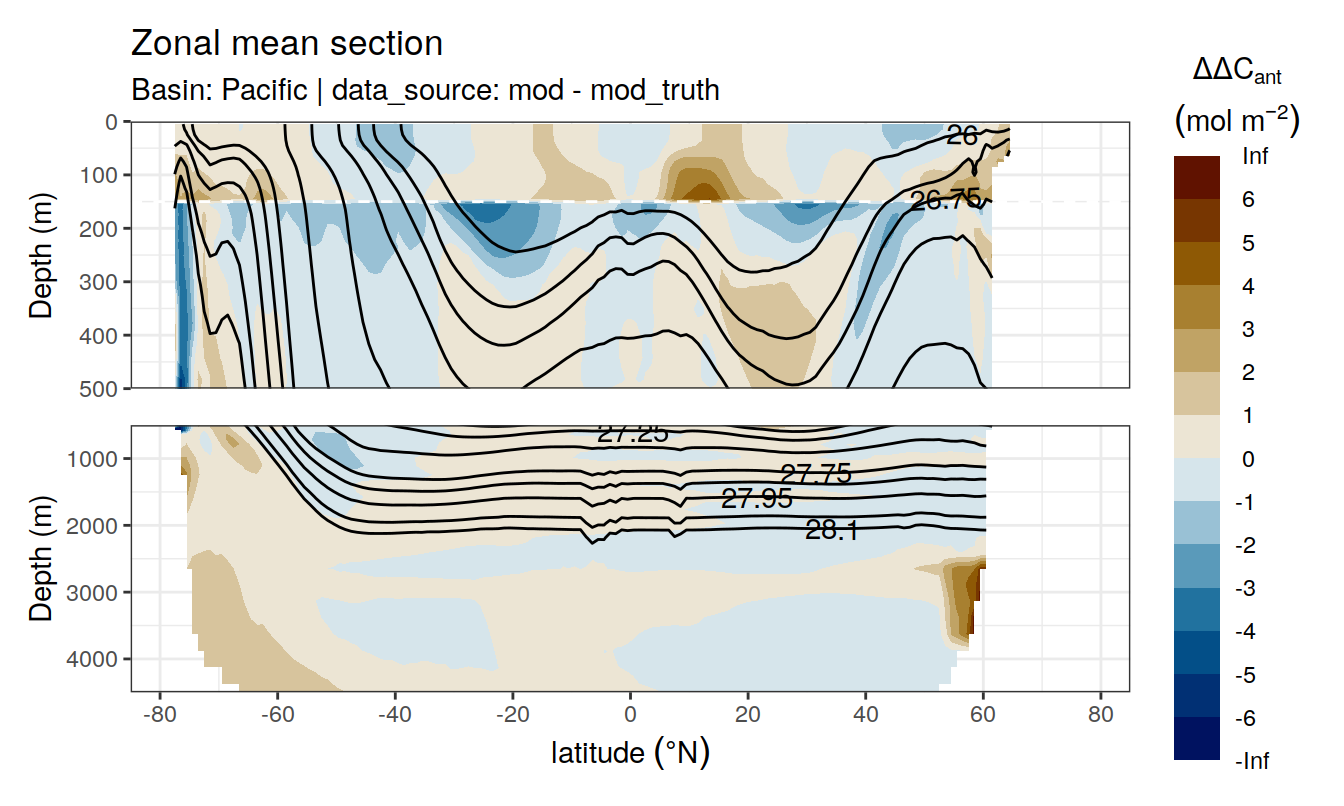 Zonal mean section
Basin: Pacific | data_source: mod - mod_truth
ΔΔCant
(mol m−2)
Inf
6
5
4
3
2
1
0
-1
-2
-3
-4
-5
-6
-Inf
Depth (m)
0
100
200
300
400
500
26
26.75
Depth (m)
1000
2000
3000
4000
27.25
27.75
27.95
28.1
-80 -60 -40 -20 0 20 40 60 80
latitude (°N)